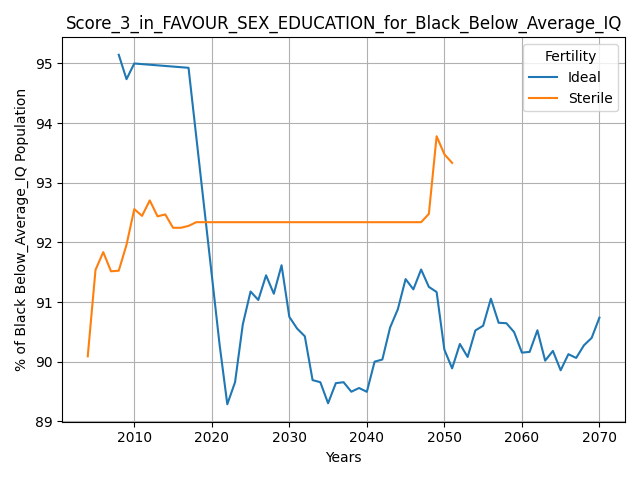 Score_3_in_FAVOUR_SEX_EDUCATION_for_Black_Below_Average_IQ
% of Black Below_Average_IQ Population
95
94
93
92
91
90
89
Fertility
Ideal
Sterile
2010 2020 2030 2040 2050 2060 2070
Years